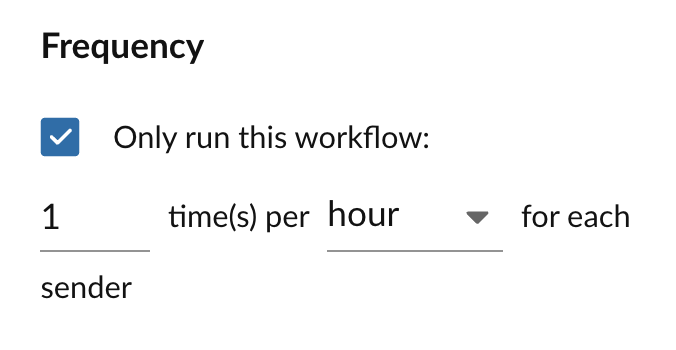 Frequency
Only run this workflow:
1 time(s) per hour for each
sender